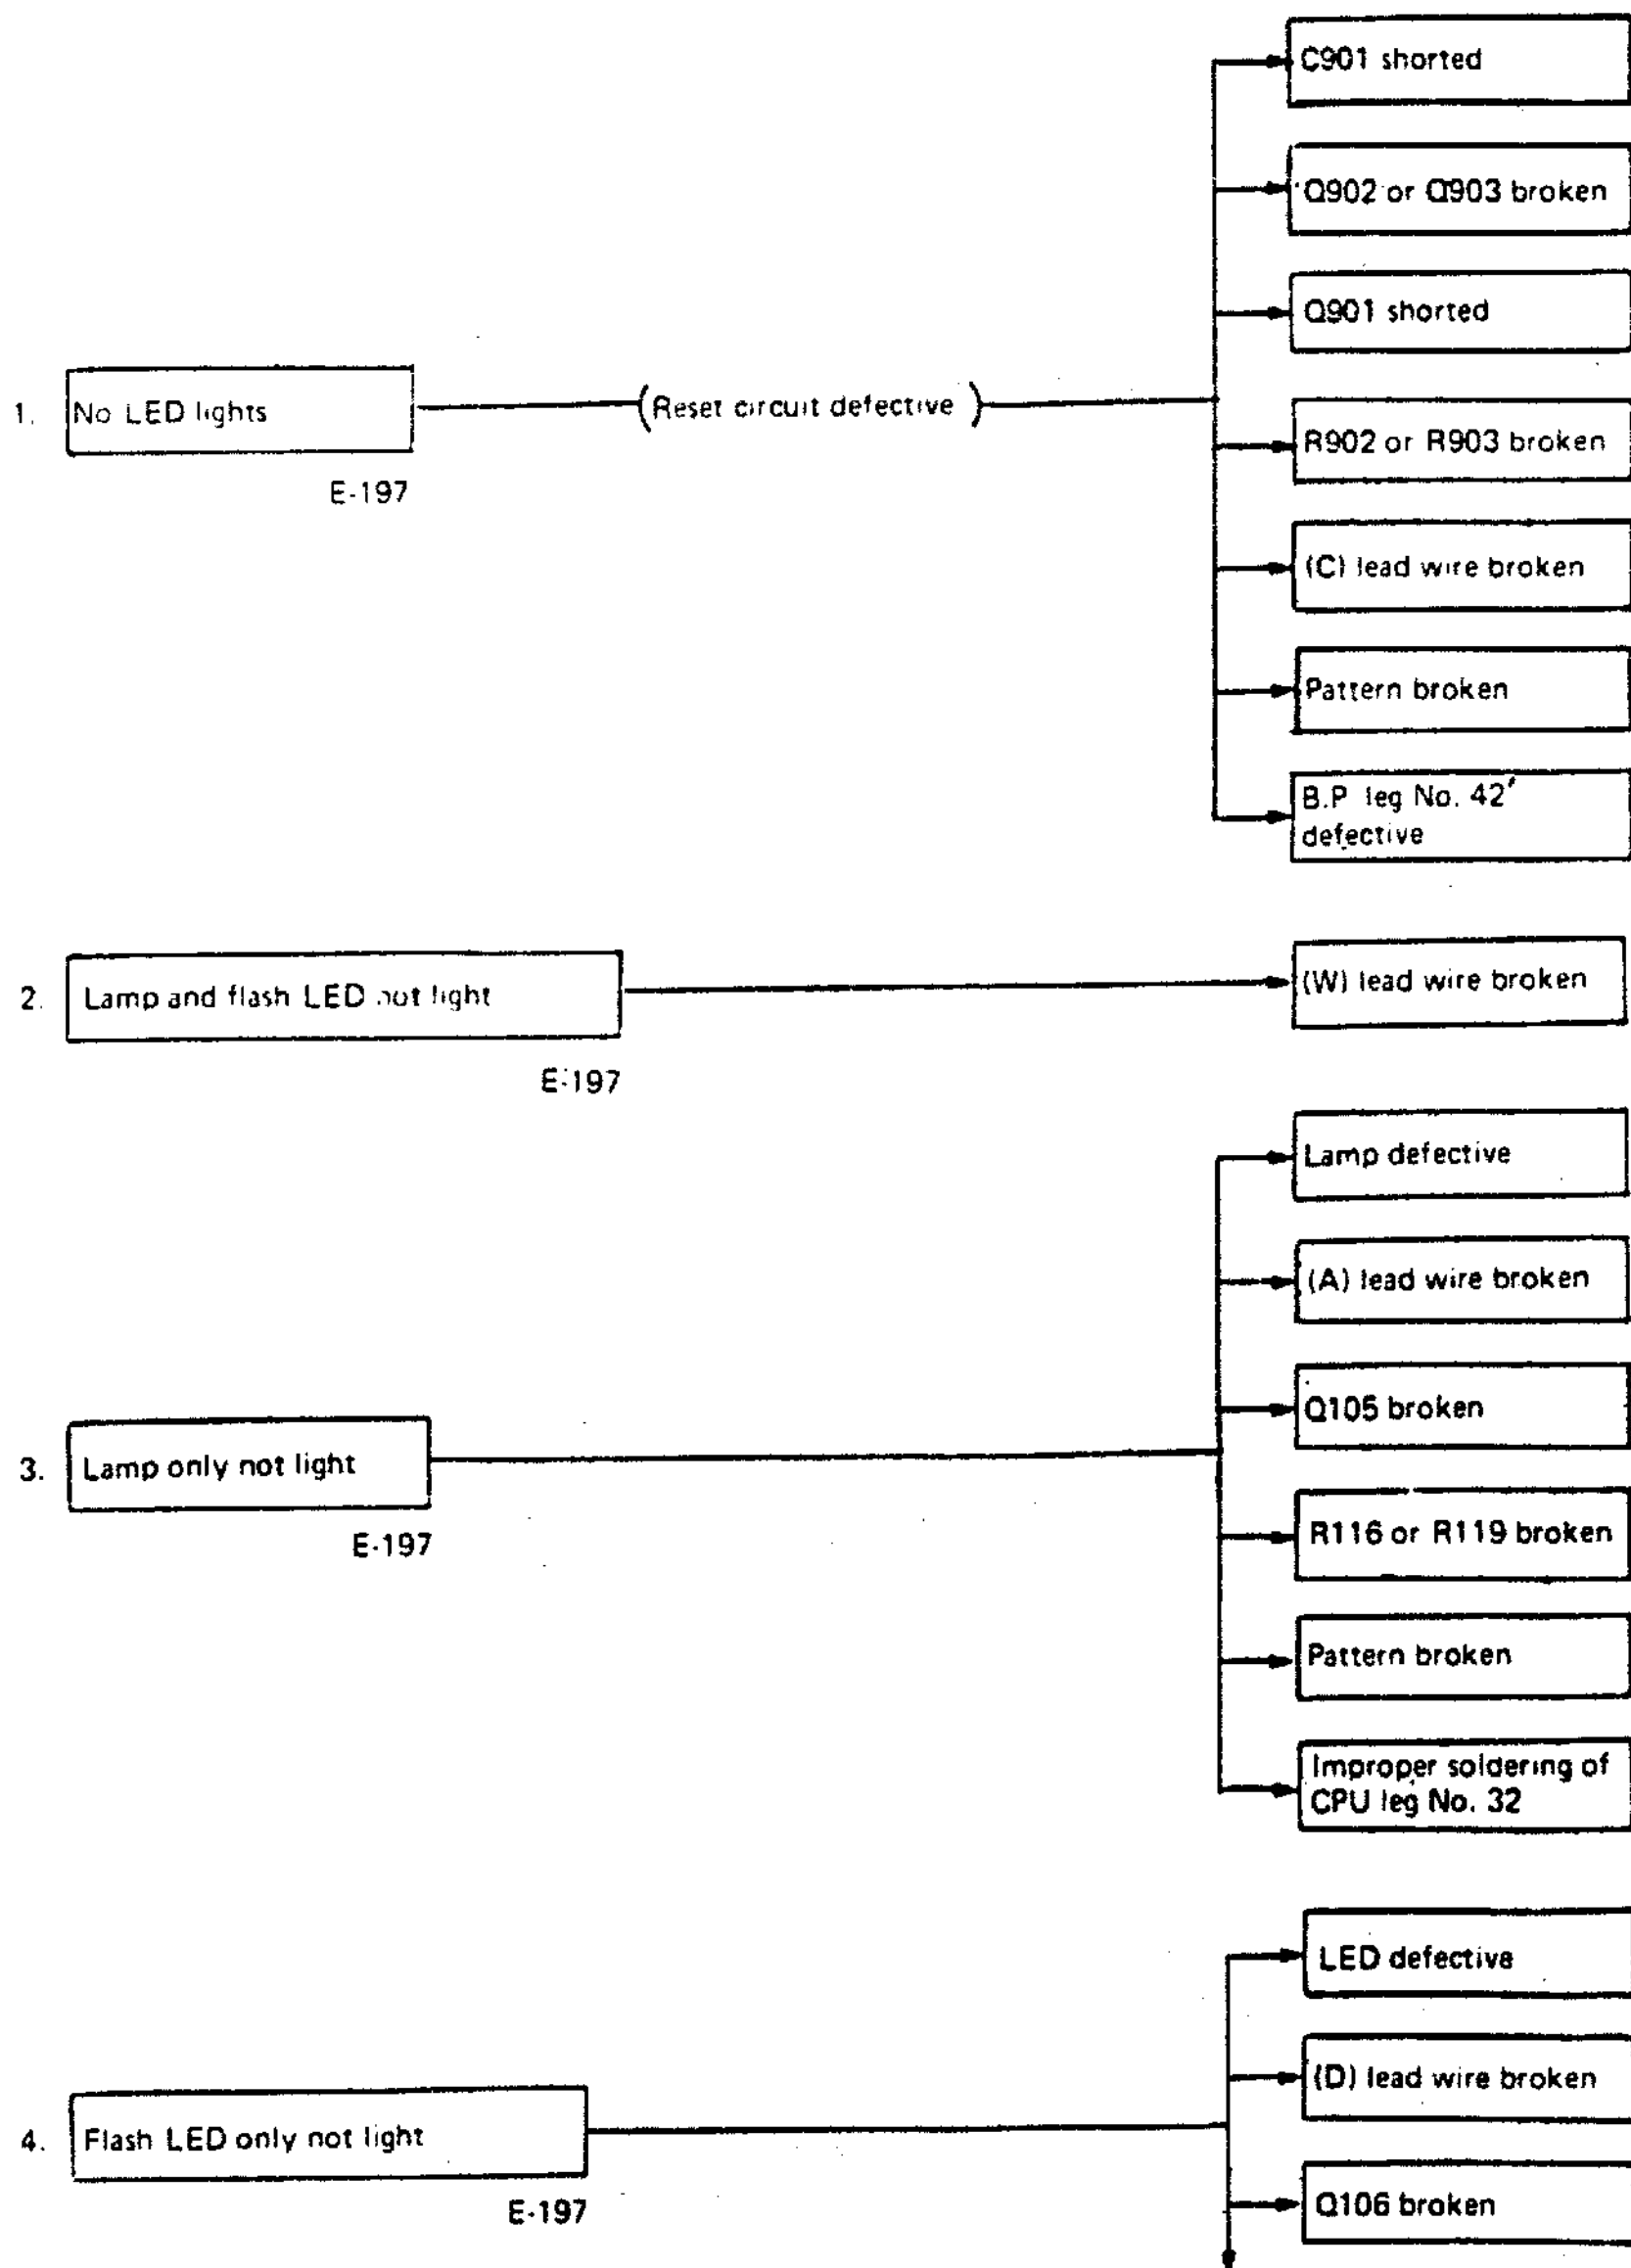 C901 shorted
Q902 or Q903 broken
Q901 shorted
1. No LED lights
(Reset circuit defective)
R902 or R903 broken
E-197
(C) lead wire broken
Pattern broken
B.P leg No. 42'
defective
2. Lamp and flash LED not light
(W) lead wire broken
E-197
Lamp defective
(A) lead wire broken
Q105 broken
3. Lamp only not light
R116 or R119 broken
E-197
Pattern broken
Improper soldering of
CPU leg No. 32
LED defective
(D) lead wire broken
4. Flash LED only not light
Q106 broken
E-197